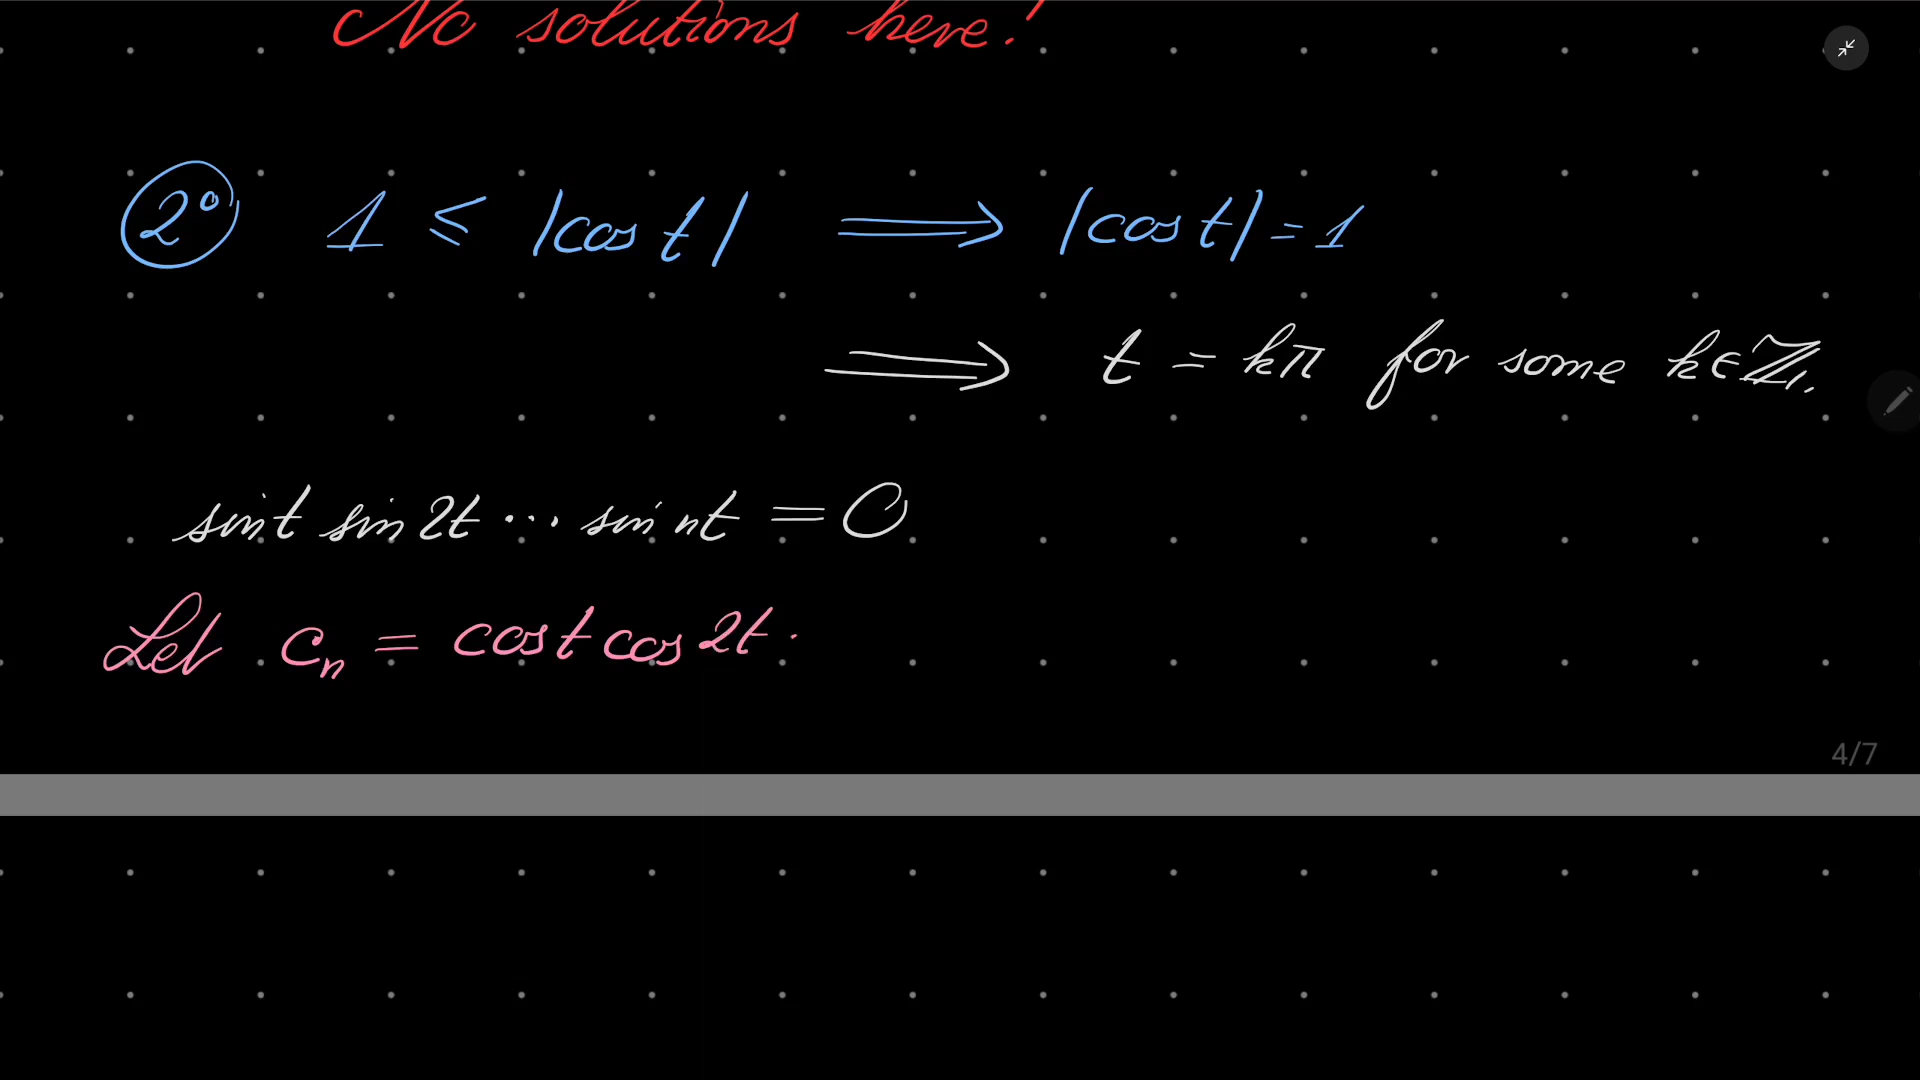 No solutions here!
2° 1 ≤ |cos t| ⟹ |cos t| = 1
⟹ t = kπ for some k ∈ ℤ.
sin t sin 2t ... sin nt = 0
Let cₙ = cos t cos 2t ·
4/7